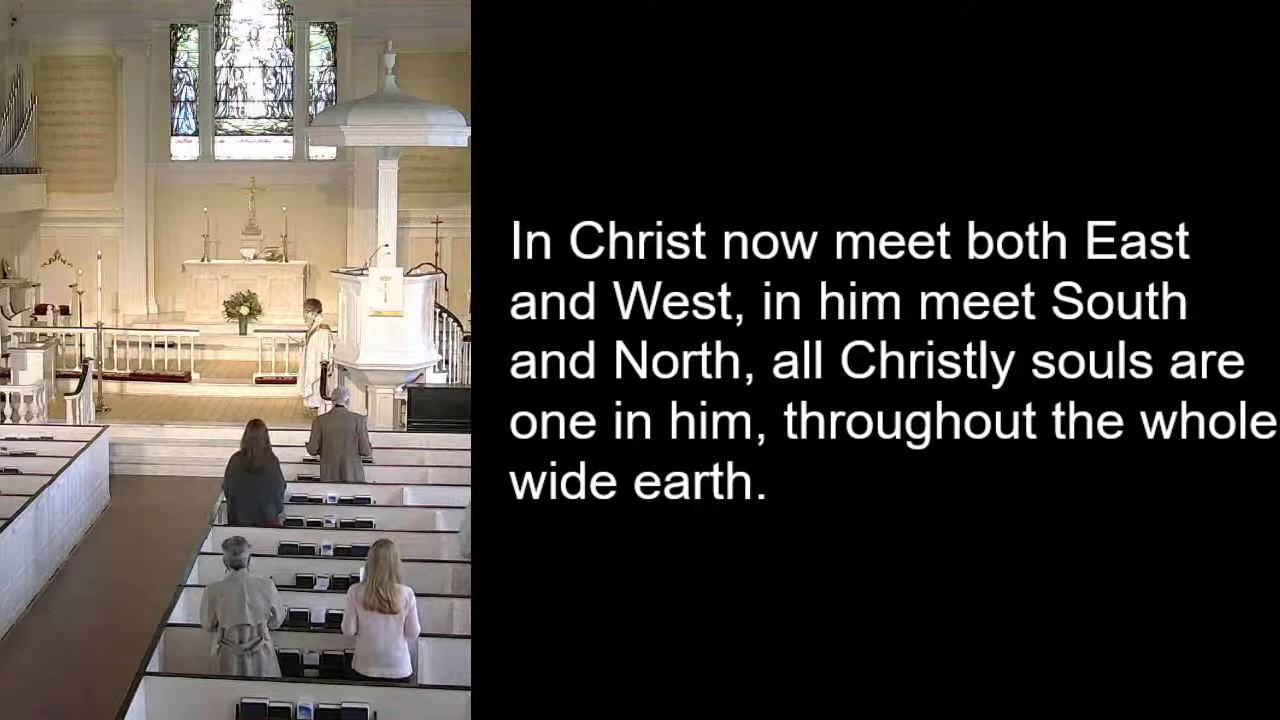 In Christ now meet both East
and West, in him meet South
and North, all Christly souls are
one in him, throughout the whole
wide earth.